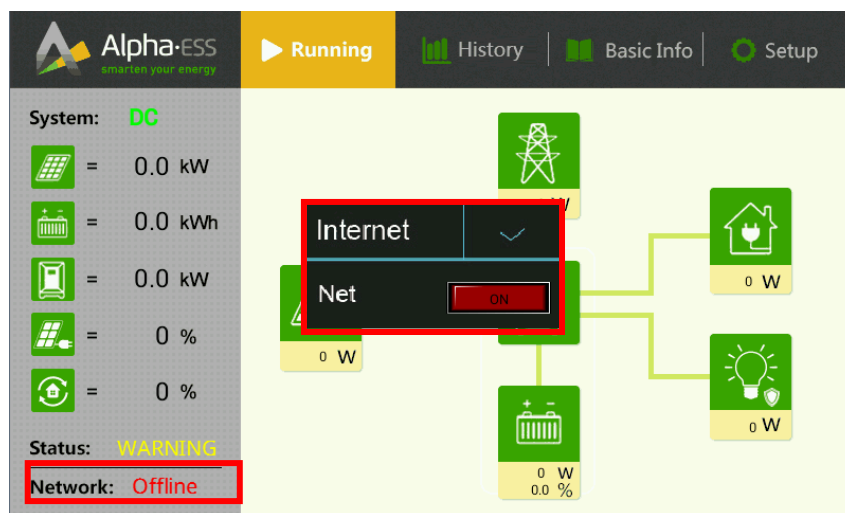 Alpha·ESS
smarten your energy
Running
History
Basic Info
Setup
System: DC
= 0.0 kW
= 0.0 kWh
= 0.0 kW
= 0 %
= 0 %
Status: WARNING
Network: Offline
W
Internet
Net ON
0 W
0 W
0 W
0 W
0.0 %